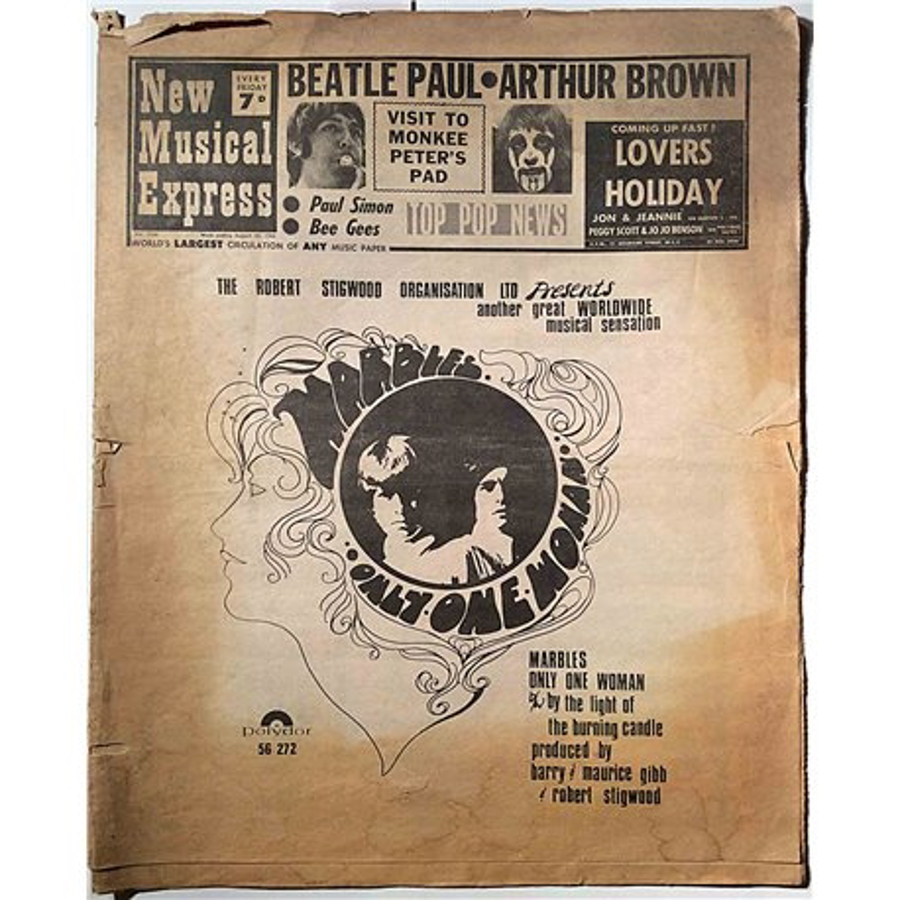 New
Musical
Express
EVERY
FRIDAY
7D
BEATLE PAUL•ARTHUR BROWN
VISIT TO
MONKEE
PETER'S
PAD
• Paul Simon
• Bee Gees
TOP POP NEWS
COMING UP FAST!
LOVERS
HOLIDAY
JON & JEANNIE
PEGGY SCOTT & JO JO BENSON
WORLD'S LARGEST CIRCULATION OF ANY MUSIC PAPER
THE ROBERT STIGWOOD ORGANISATION LTD Presents
another great WORLDWIDE
musical sensation
MARBLES
•ONLY•ONE•WOMAN•
MARBLES
ONLY ONE WOMAN
b/w by the light of
the burning candle
produced by
barry & maurice gibb
& robert stigwood
polydor
56 272